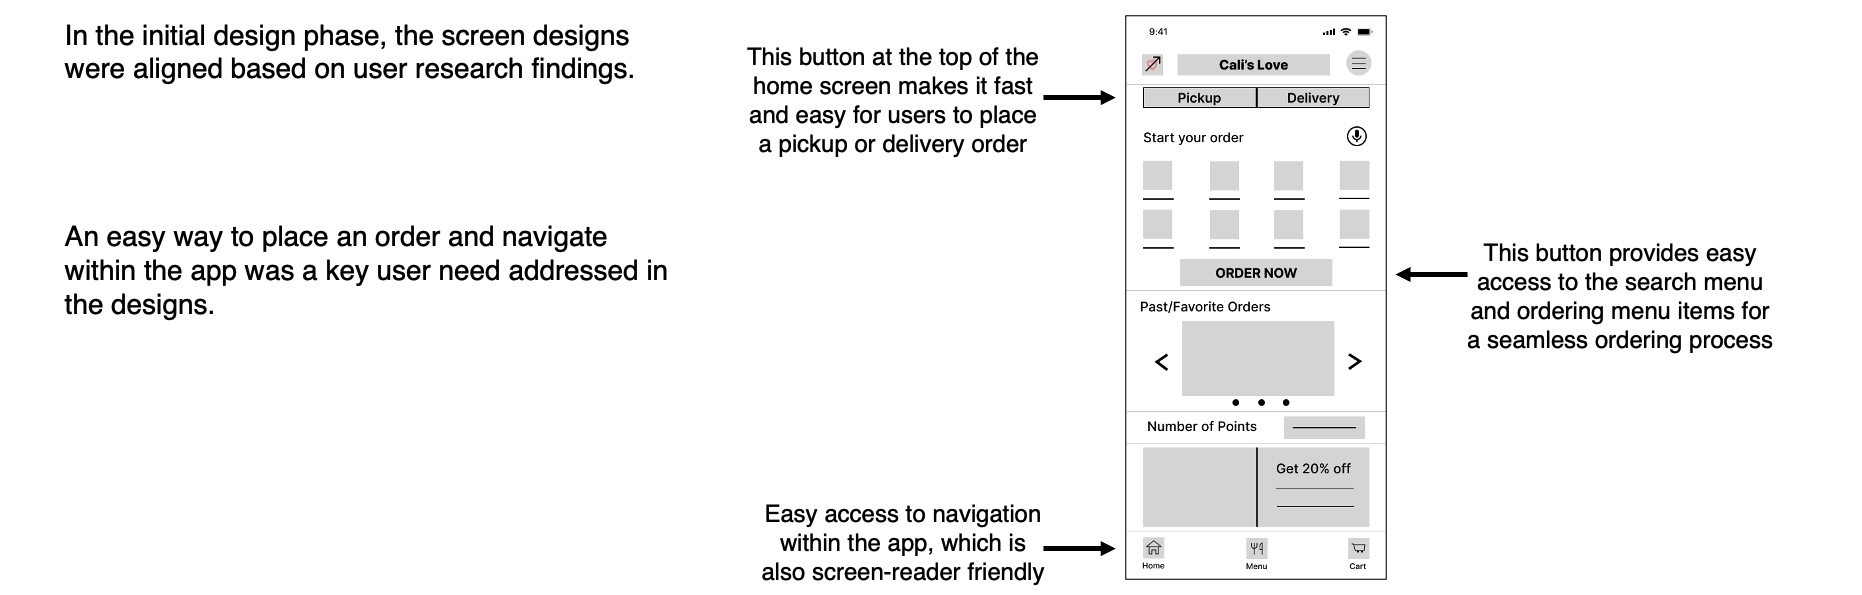 In the initial design phase, the screen designs
were aligned based on user research findings.
An easy way to place an order and navigate
within the app was a key user need addressed in
the designs.
This button at the top of the
home screen makes it fast
and easy for users to place
a pickup or delivery order
Easy access to navigation
within the app, which is
also screen-reader friendly
9:41
Cali's Love
Pickup Delivery
Start your order
ORDER NOW
Past/Favorite Orders
< >
Number of Points
Get 20% off
Home Menu Cart
This button provides easy
access to the search menu
and ordering menu items for
a seamless ordering process